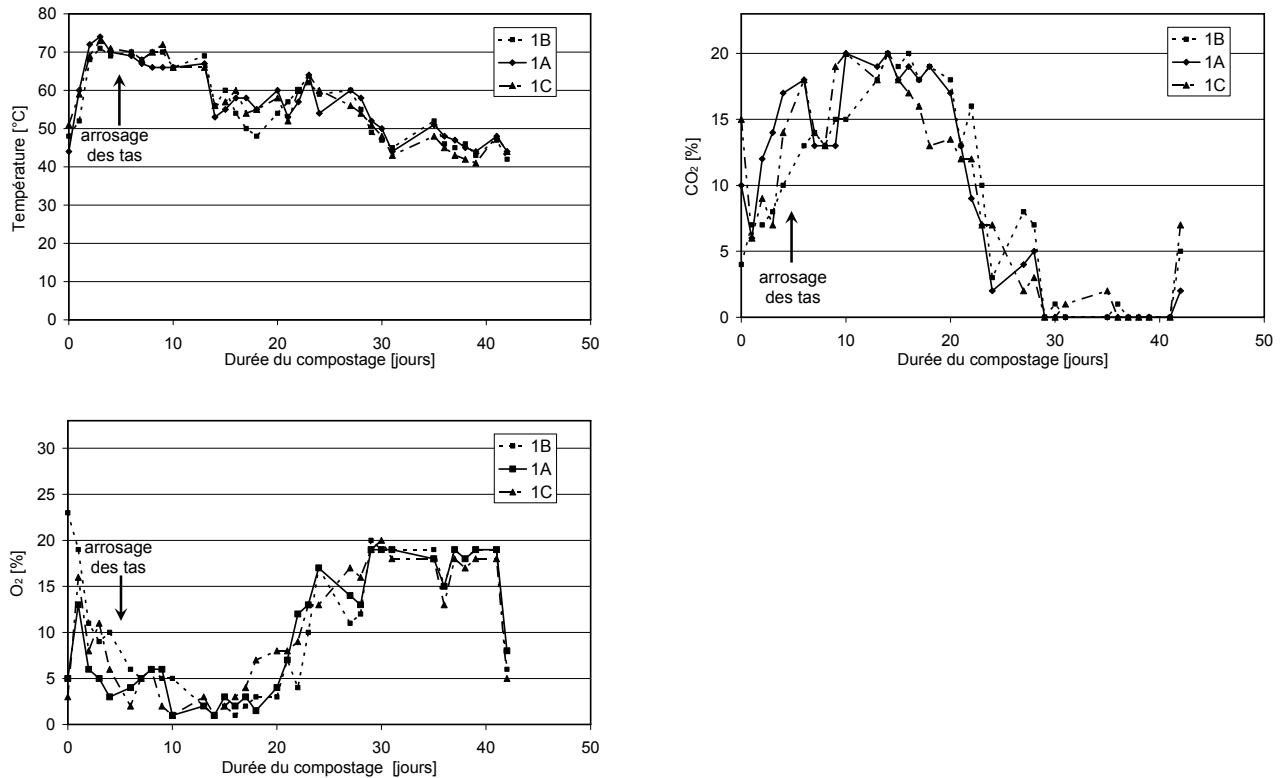 80
70
60
50
40
30
20
10
0
Température [°C]
1B
1A
1C
arrosage
des tas
0 10 20 30 40 50
Durée du compostage [jours]
20
15
10
5
0
CO₂ [%]
1B
1A
1C
arrosage
des tas
0 10 20 30 40 50
Durée du compostage [jours]
30
25
20
15
10
5
0
O₂ [%]
1B
1A
1C
arrosage
des tas
0 10 20 30 40 50
Durée du compostage [jours]